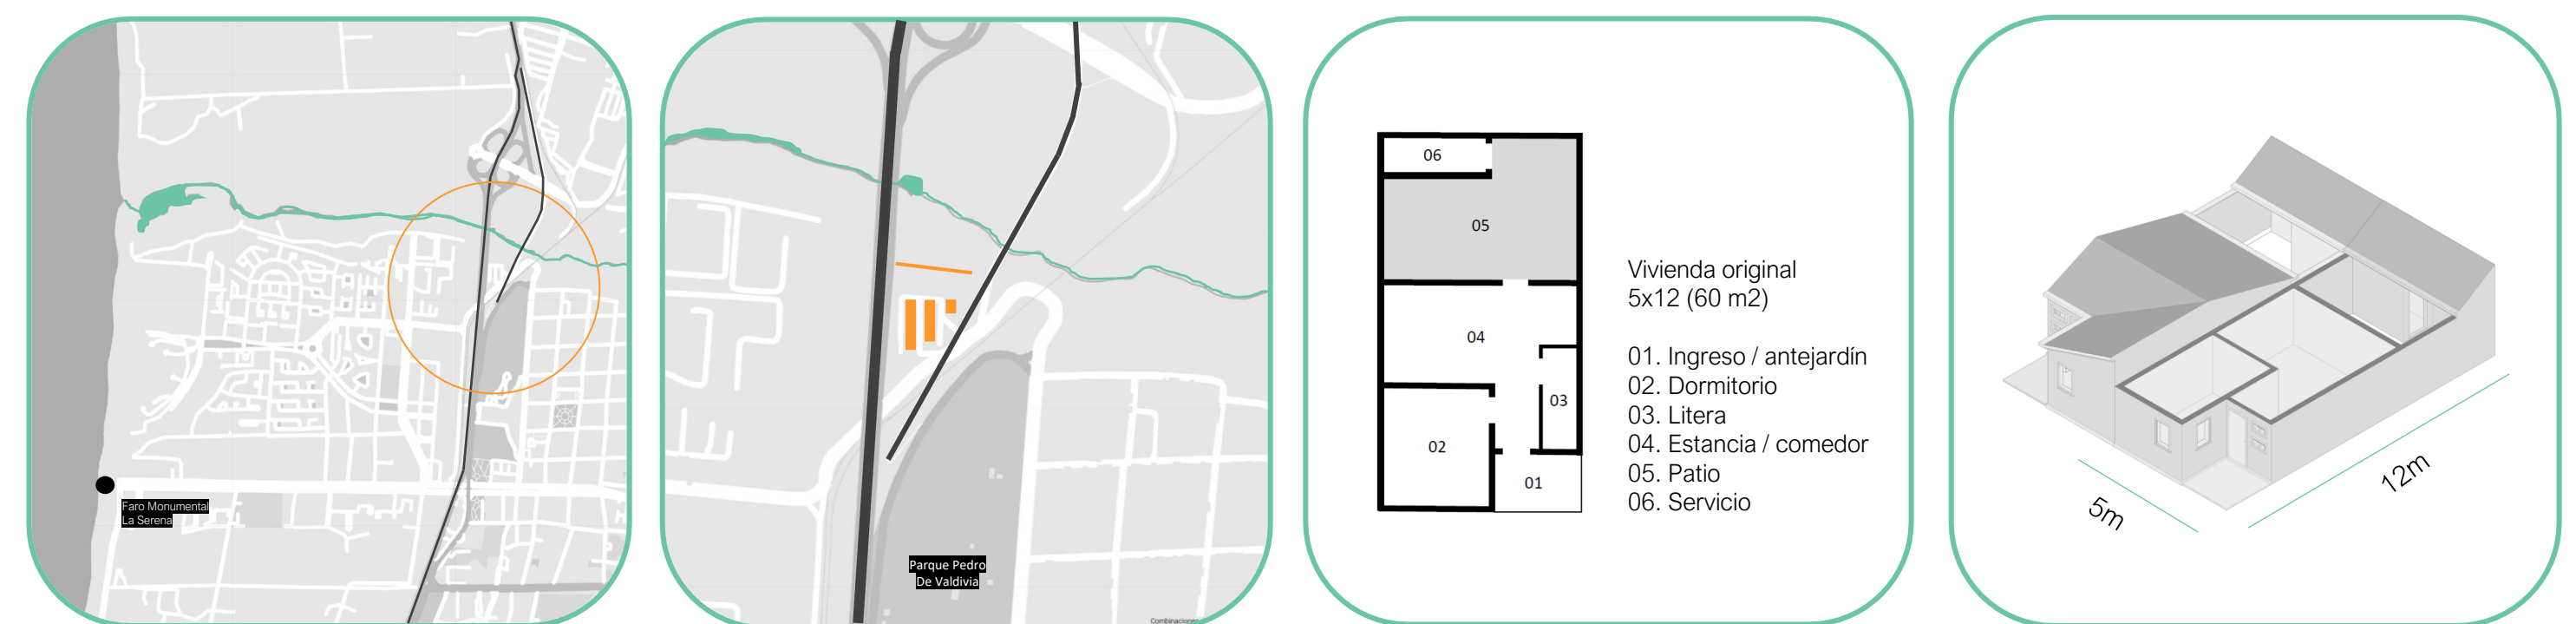 Faro Monumental
La Serena
Parque Pedro
De Valdivia
Combinaciones
06
05
04
03
02
01
Vivienda original
5x12 (60 m2)
01. Ingreso / antejardín
02. Dormitorio
03. Litera
04. Estancia / comedor
05. Patio
06. Servicio
5m
12m